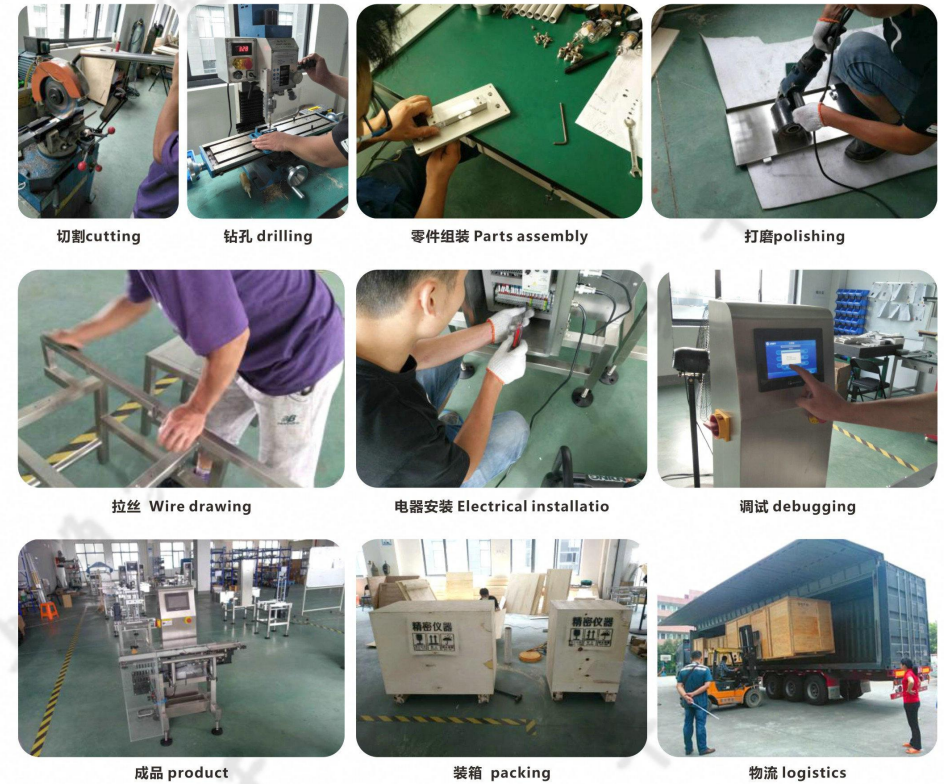 切割cutting
钻孔 drilling
零件组装 Parts assembly
打磨polishing
拉丝 Wire drawing
电器安装 Electrical installatio
调试 debugging
精密仪器
精密仪器
成品 product
装箱 packing
物流 logistics